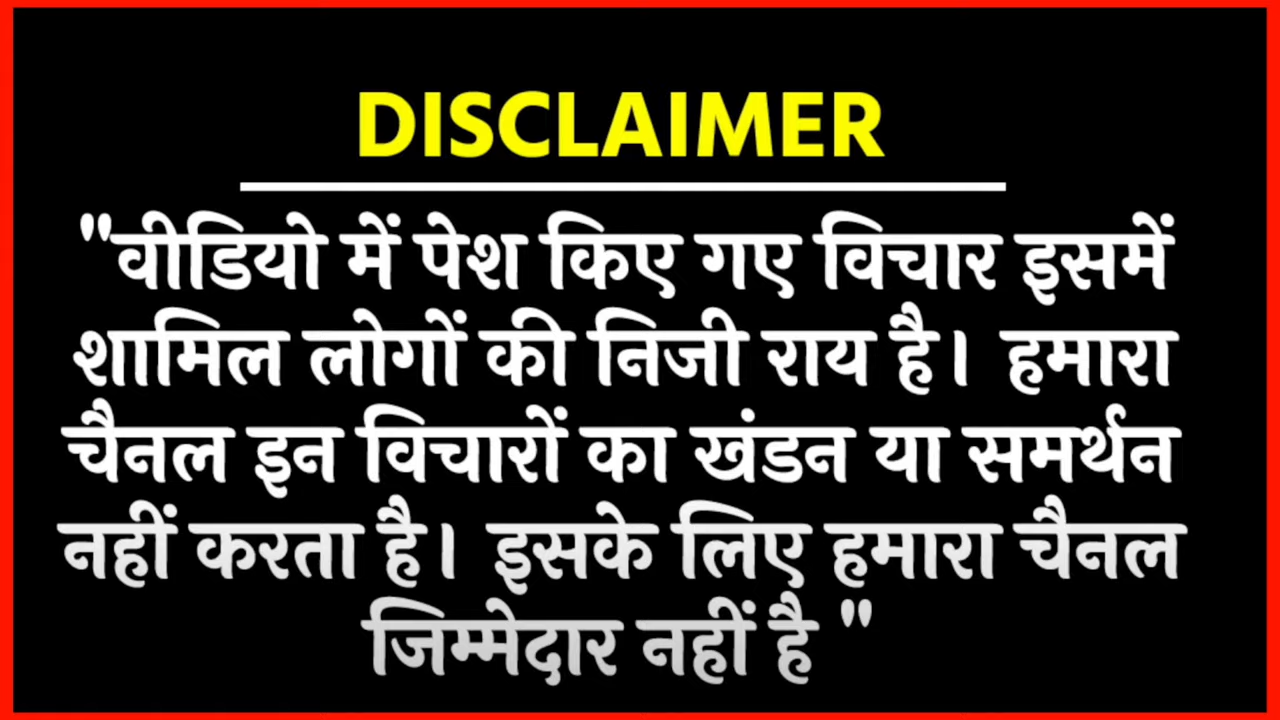 DISCLAIMER
"वीडियो में पेश किए गए विचार इसमें
शामिल लोगों की निजी राय है। हमारा
चैनल इन विचारों का खंडन या समर्थन
नहीं करता है। इसके लिए हमारा चैनल
जिम्मेदार नहीं है "